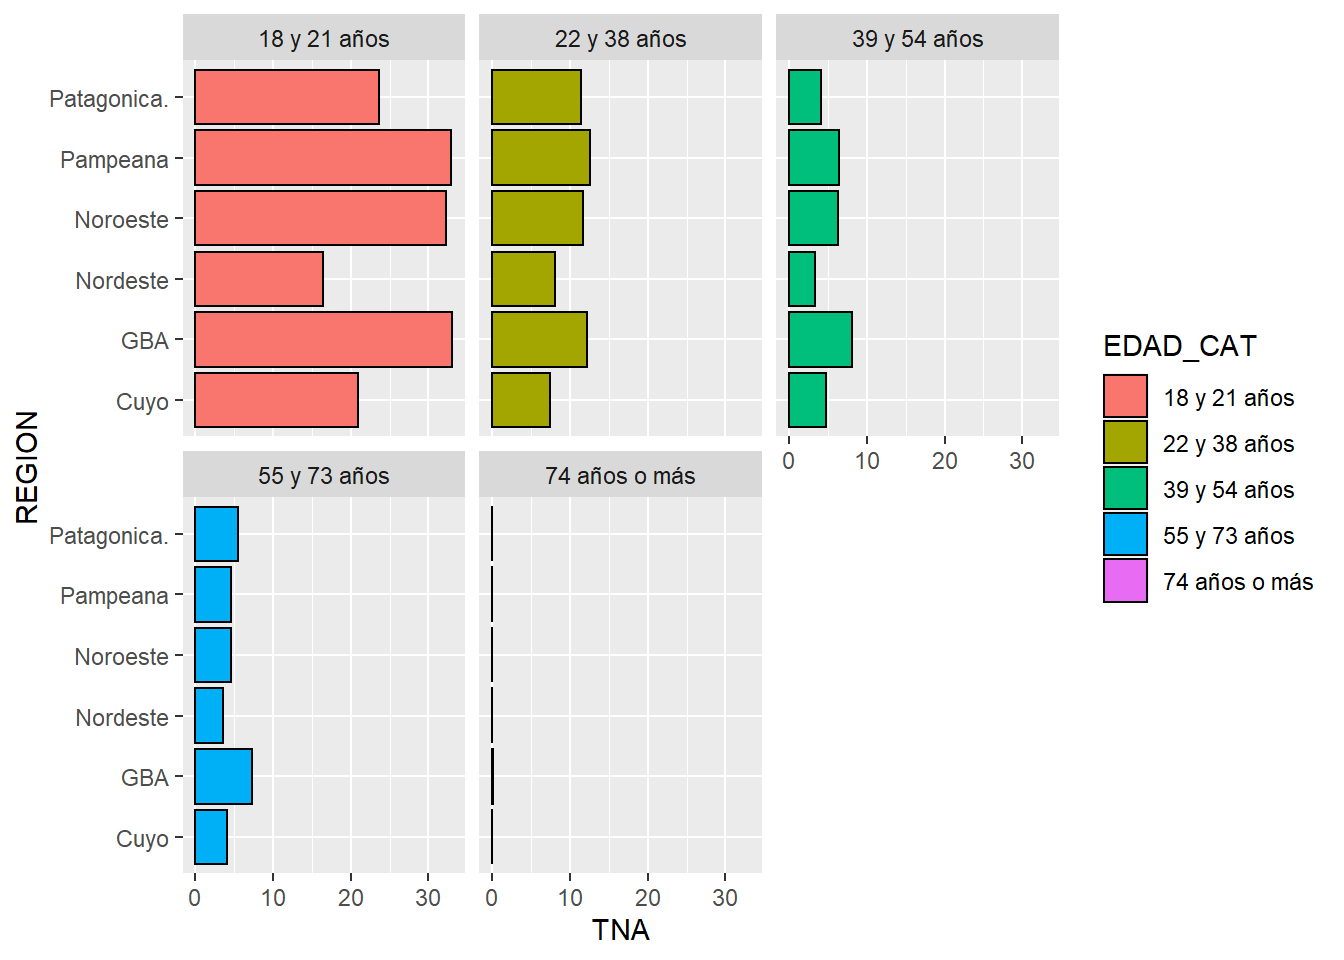 18 y 21 años
22 y 38 años
39 y 54 años
Patagonica.
Pampeana
Noroeste
Nordeste
GBA
Cuyo
0 10 20 30
55 y 73 años
74 años o más
Patagonica.
Pampeana
Noroeste
Nordeste
GBA
Cuyo
0 10 20 30
0 10 20 30
TNA
REGION
EDAD_CAT
18 y 21 años
22 y 38 años
39 y 54 años
55 y 73 años
74 años o más